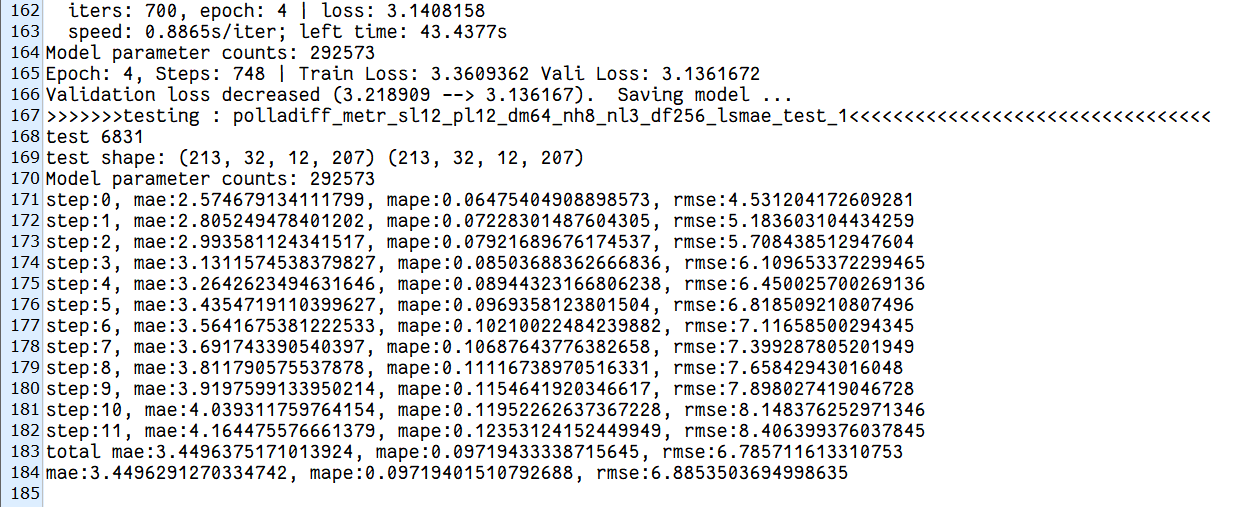 162 iters: 700, epoch: 4 | loss: 3.1408158
163 speed: 0.8865s/iter; left time: 43.4377s
164 Model parameter counts: 292573
165 Epoch: 4, Steps: 748 | Train Loss: 3.3609362 Vali Loss: 3.1361672
166 Validation loss decreased (3.218909 --> 3.136167).  Saving model ...
167 >>>>>>>testing : polladiff_metr_sl12_pl12_dm64_nh8_nl3_df256_lsmae_test_1<<<<<<<<<<<<<<<<<<<<<<<<<<<<<<<<<
168 test 6831
169 test shape: (213, 32, 12, 207) (213, 32, 12, 207)
170 Model parameter counts: 292573
171 step:0, mae:2.574679134111799, mape:0.06475404908898573, rmse:4.531204172609281
172 step:1, mae:2.805249478401202, mape:0.07228301487604305, rmse:5.183603104434259
173 step:2, mae:2.993581124341517, mape:0.07921689676174537, rmse:5.708438512947604
174 step:3, mae:3.1311574538379827, mape:0.08503688362666836, rmse:6.109653372299465
175 step:4, mae:3.2642623494631646, mape:0.08944323166806238, rmse:6.450025700269136
176 step:5, mae:3.4354719110399627, mape:0.0969358123801504, rmse:6.818509210807496
177 step:6, mae:3.5641675381222533, mape:0.10210022484239882, rmse:7.11658500294345
178 step:7, mae:3.691743390540397, mape:0.10687643776382658, rmse:7.399287805201949
179 step:8, mae:3.811790575537878, mape:0.11116738970516331, rmse:7.65842943016048
180 step:9, mae:3.9197599133950214, mape:0.1154641920346617, rmse:7.898027419046728
181 step:10, mae:4.039311759764154, mape:0.11952262637367228, rmse:8.148376252971346
182 step:11, mae:4.164475576661379, mape:0.12353124152449949, rmse:8.406399376037845
183 total mae:3.4496375171013924, mape:0.09719433338715645, rmse:6.785711613310753
184 mae:3.4496291270334742, mape:0.09719401510792688, rmse:6.8853503694998635
185